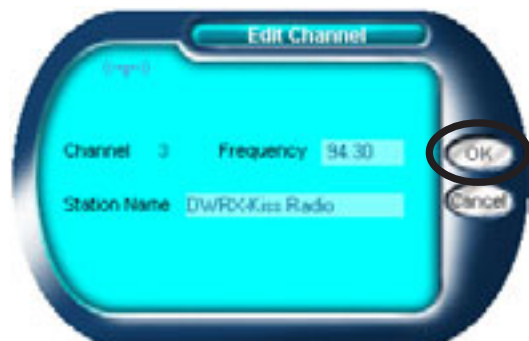 Edit Channel
Channel 3 Frequency 94.30 OK
Station Name DWRX-Kiss Radio Cancel